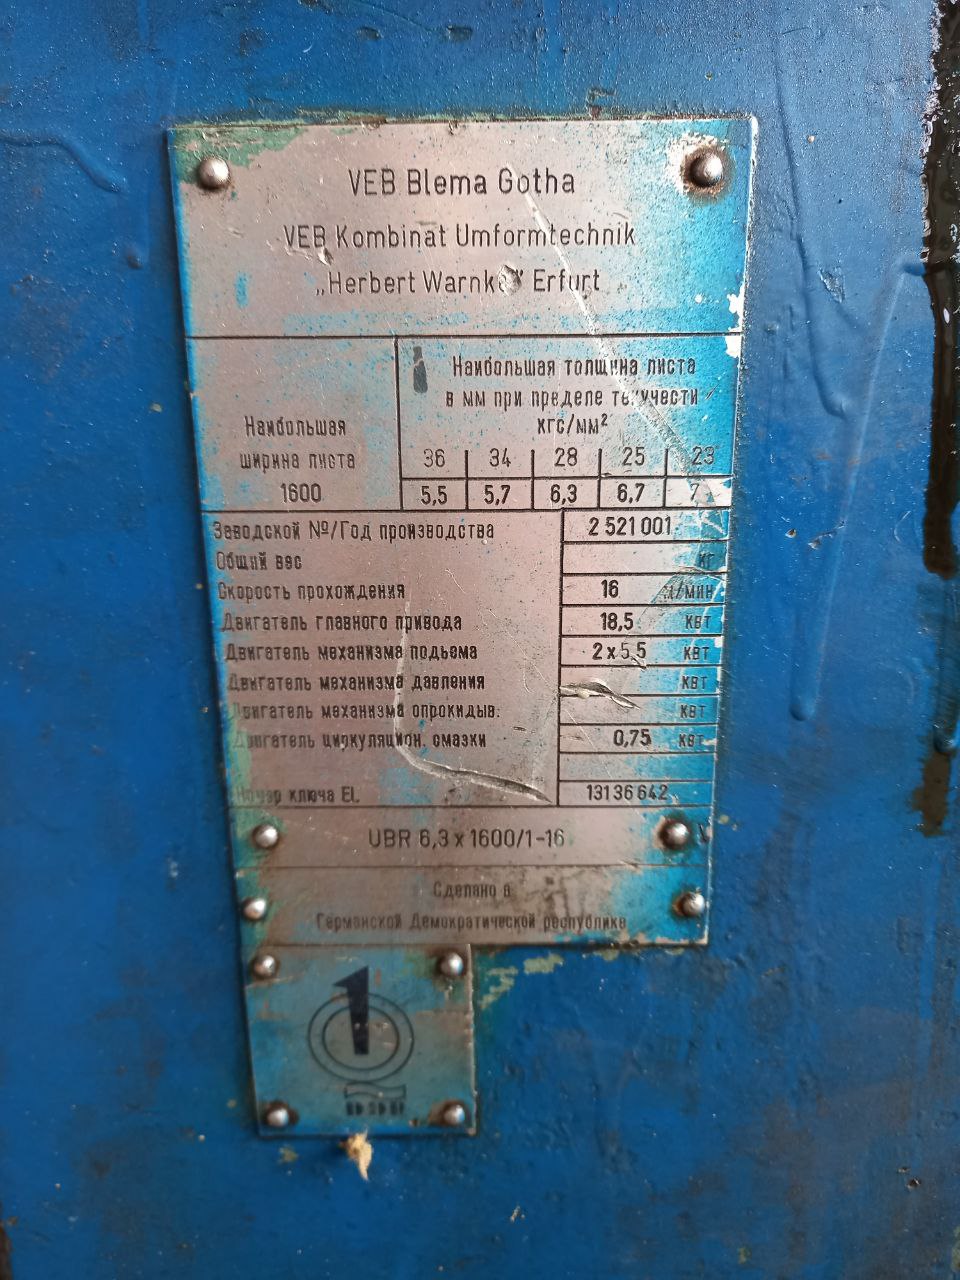 VEB Blema Gotha
VEB Kombinat Umformtechnik
„Herbert Warnke” Erfurt
Наибольшая толщина листа
в мм при пределе текучести
кгс/мм²
Наибольшая
ширина листа
36 34 28 25 23
1600 5,5 5,7 6,3 6,7 7
Заводской №/Год производства 2 521 001
Общий вес кг
Скорость прохождения 16 м/мин
Двигатель главного привода 18,5 квт
Двигатель механизма подьема 2 x 5,5 квт
Двигатель механизма давления квт
Двигатель механизма опрокидыв. квт
Двигатель циркуляцион. смазки 0,75 квт
Номер ключа El. 13136642
UBR 6,3 x 1600/1-16
Сделано в
Германской Демократической республике
1